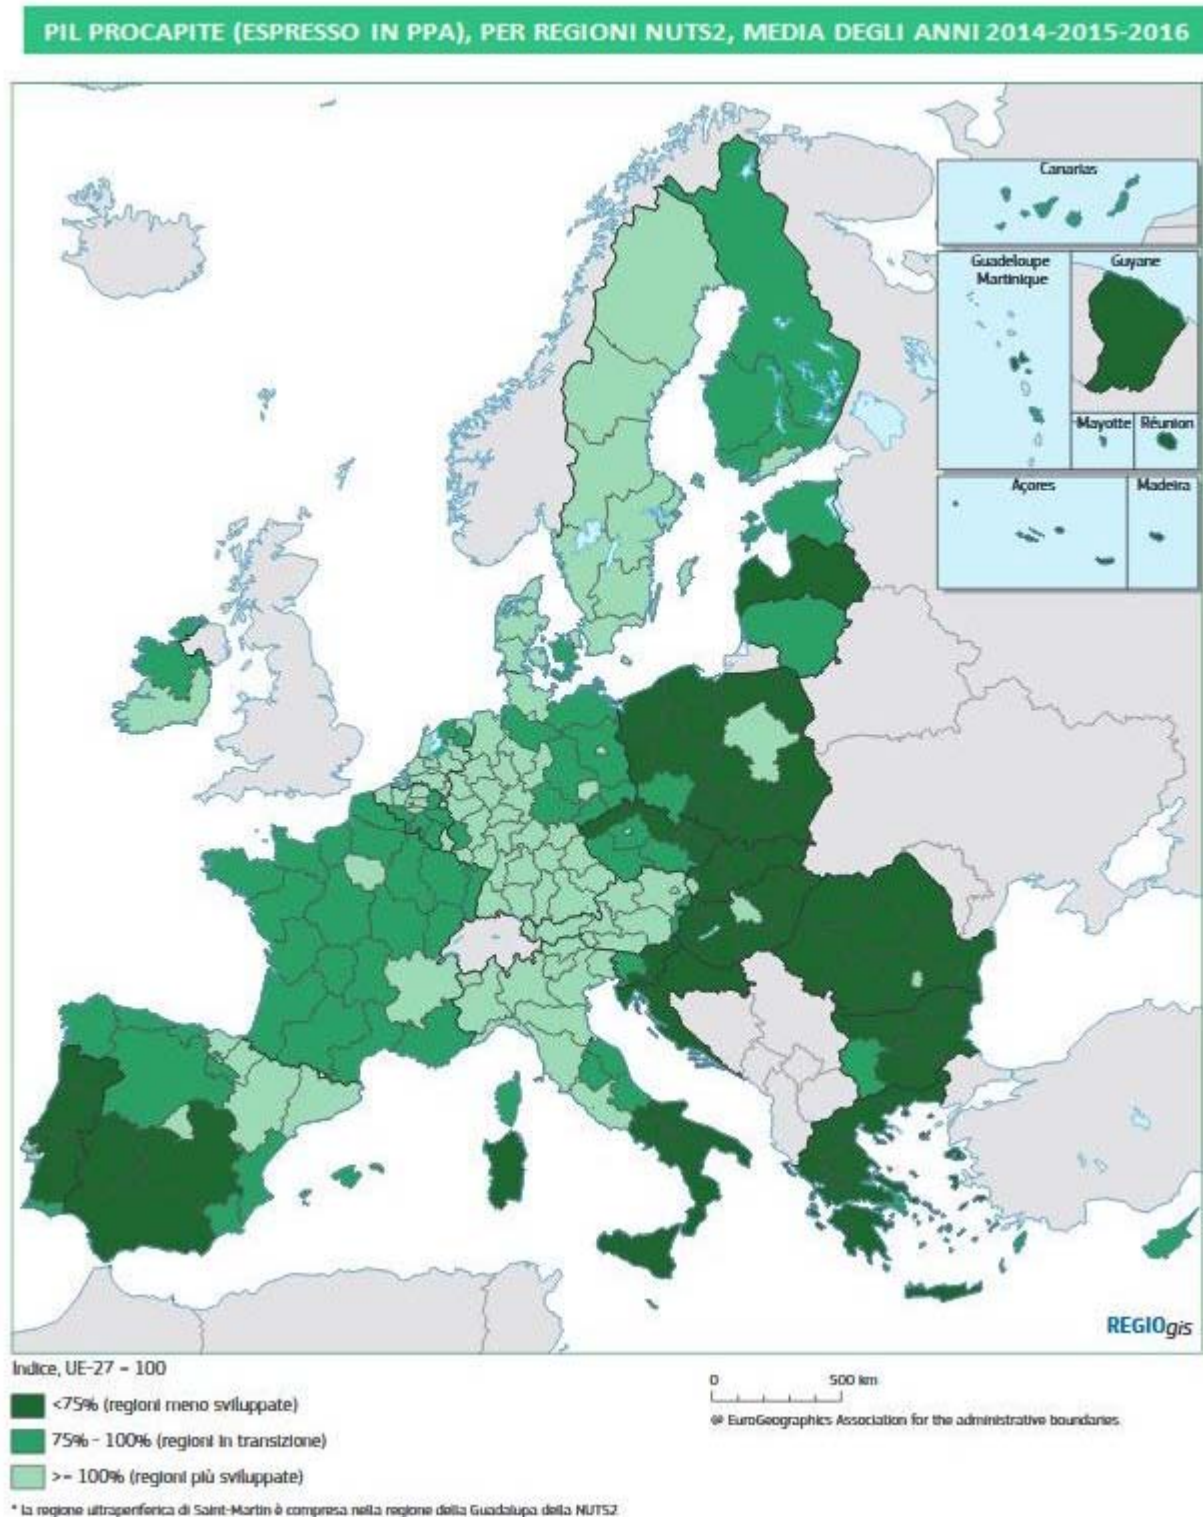 PIL PROCAPITE (ESPRESSO IN PPA), PER REGIONI NUTS2, MEDIA DEGLI ANNI 2014-2015-2016
Canarias
Guadeloupe
Martinique
Guyane
Mayotte
Réunion
Açores
Madeira
REGIOgis
Indice, UE-27 = 100
<75% (regioni meno sviluppate)
75% - 100% (regioni in transizione)
>= 100% (regioni più sviluppate)
0 500 km
@ EuroGeographics Association for the administrative boundaries
* la regione ultraperiferica di Saint-Martin è compresa nella regione della Guadalupa della NUTS2